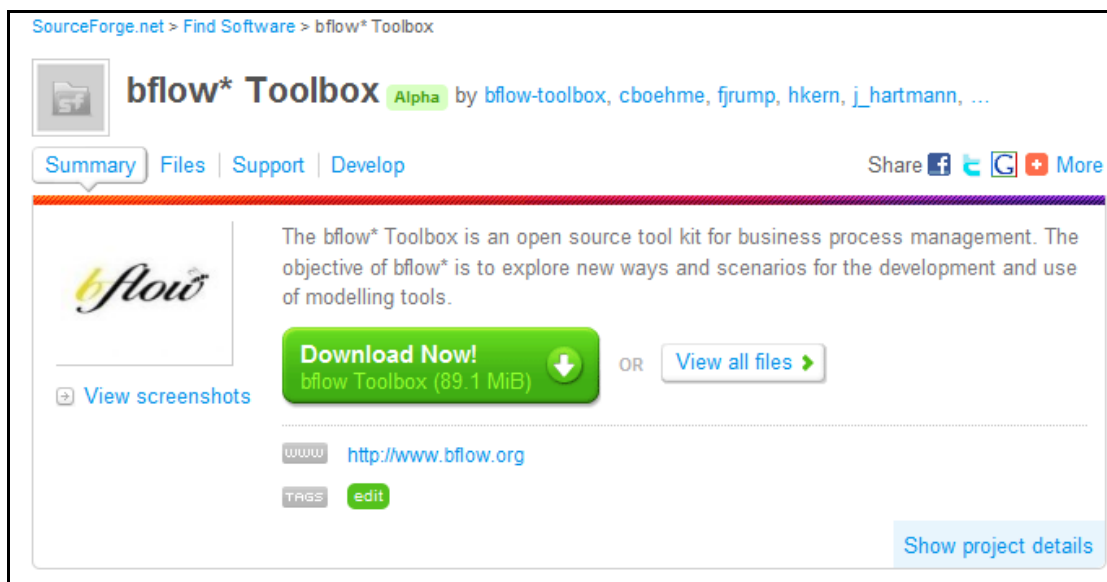 SourceForge.net > Find Software > bflow* Toolbox
sf
bflow* Toolbox Alpha by bflow-toolbox, cboehme, fjrump, hkern, j_hartmann, ...
Summary Files Support Develop
Share f t G + More
The bflow* Toolbox is an open source tool kit for business process management. The
objective of bflow* is to explore new ways and scenarios for the development and use
of modelling tools.
bflow
Download Now!
bflow Toolbox (89.1 MiB)
OR
View all files
View screenshots
www http://www.bflow.org
TAGS edit
Show project details